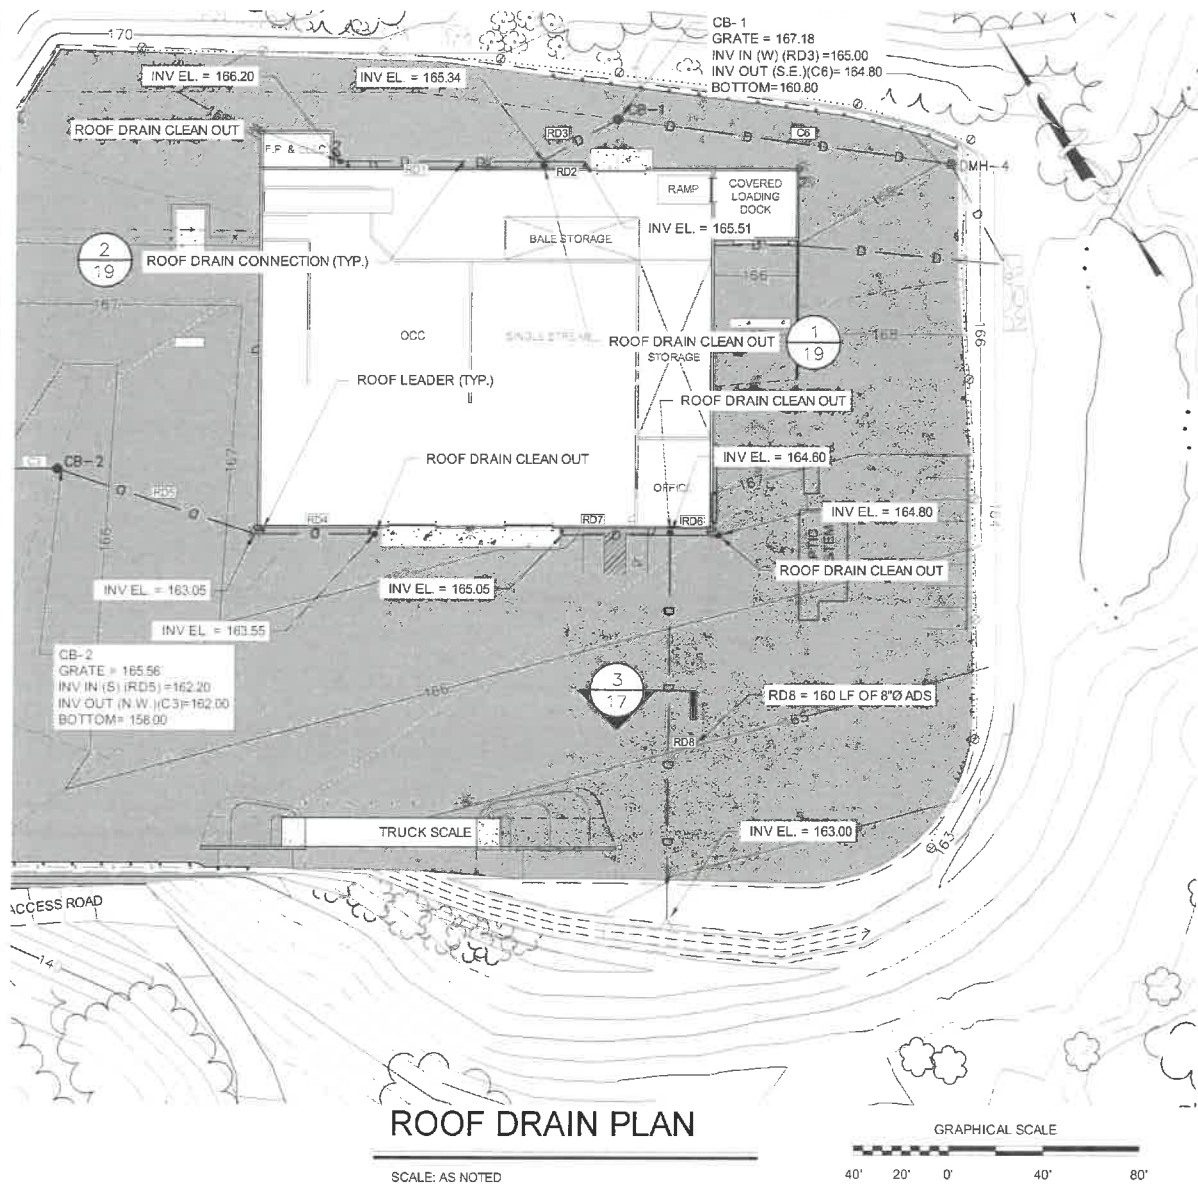 CB-1
GRATE = 167.18
INV IN (W) (RD3) =165.00
INV OUT (S.E.)(C6)= 164.80
BOTTOM=160.80
170
INV EL. = 166.20
INV EL. = 165.34
ROOF DRAIN CLEAN OUT
CB-1
RD3
C6
RD1
RD2
DMH-4
RAMP
COVERED
LOADING
DOCK
INV EL. = 165.51
BALE STORAGE
2
19
ROOF DRAIN CONNECTION (TYP.)
166
167
OCC
ROOF DRAIN CLEAN OUT
1
19
168
166
STORAGE
ROOF LEADER (TYP.)
ROOF DRAIN CLEAN OUT
CB-2
167
ROOF DRAIN CLEAN OUT
INV EL. = 164.60
167
RD5
RD4
RD7
RD6
INV EL. = 164.80
166
ROOF DRAIN CLEAN OUT
INV EL. = 163.05
INV EL. = 165.05
INV EL. = 163.55
CB-2
GRATE = 165.56
INV IN (S) (RD5) =162.20
INV OUT (N.W.)(C3)=162.00
BOTTOM= 158.00
166
3
17
RD8 = 160 LF OF 8"Ø ADS
65
RD8
TRUCK SCALE
INV EL. = 163.00
163
ACCESS ROAD
14
ROOF DRAIN PLAN
SCALE: AS NOTED
GRAPHICAL SCALE
40' 20' 0' 40' 80'